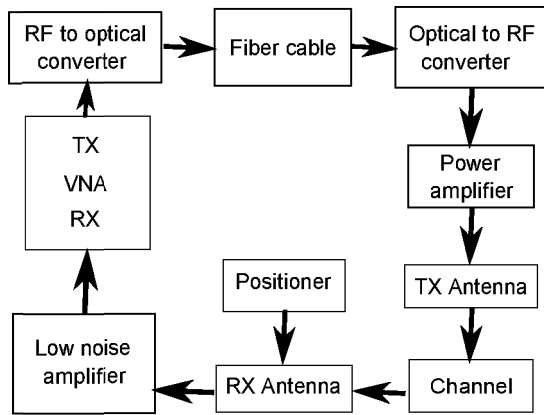 RF to optical
converter
Fiber cable
Optical to RF
converter
TX
VNA
RX
Power
amplifier
Positioner
TX Antenna
Low noise
amplifier
RX Antenna
Channel